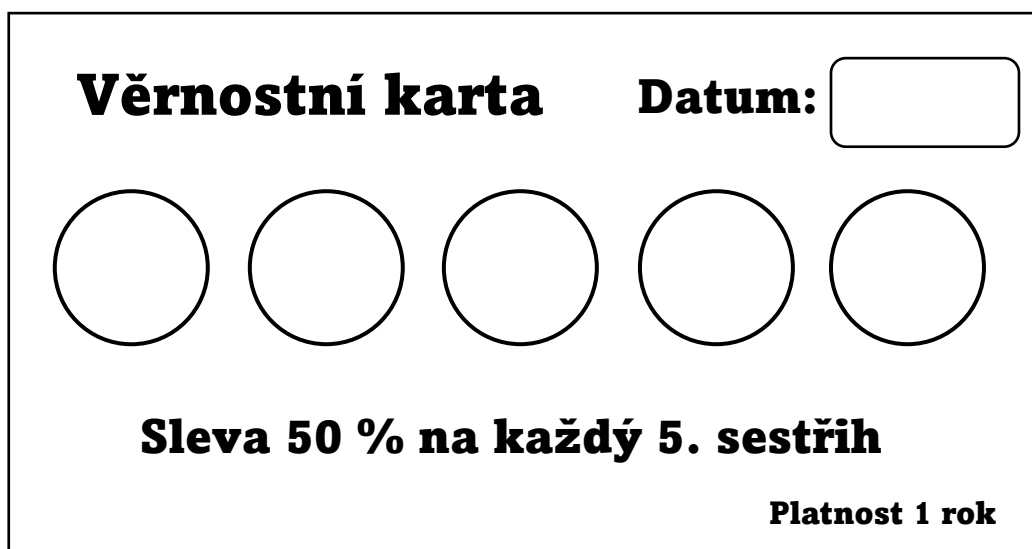 Věrnostní karta Datum:
Sleva 50 % na každý 5. sestřih
Platnost 1 rok